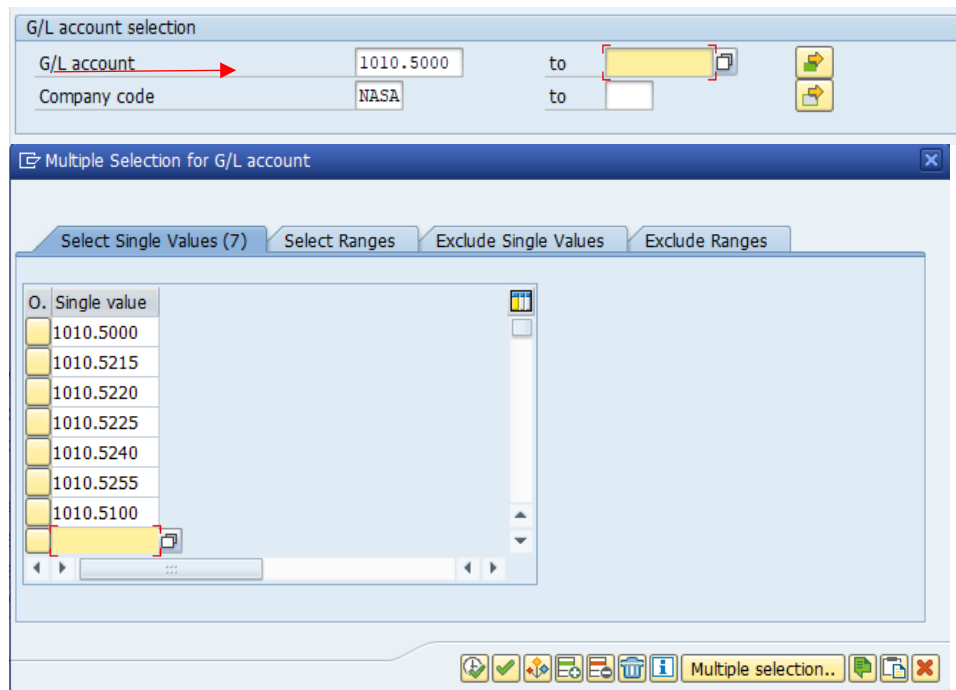 G/L account selection
G/L account 1010.5000 to
Company code NASA to
Multiple Selection for G/L account
Select Single Values (7) Select Ranges Exclude Single Values Exclude Ranges
O. Single value
1010.5000
1010.5215
1010.5220
1010.5225
1010.5240
1010.5255
1010.5100
Multiple selection..